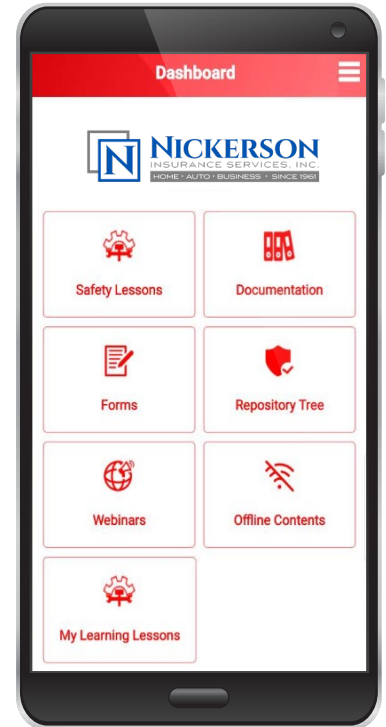 Dashboard
N NICKERSON
INSURANCE SERVICES, INC.
HOME • AUTO • BUSINESS • SINCE 1961
Safety Lessons
Documentation
Forms
Repository Tree
Webinars
Offline Contents
My Learning Lessons